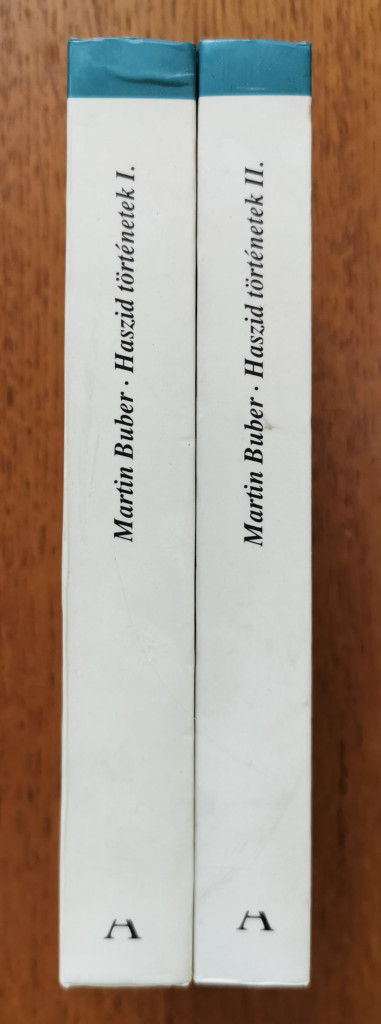 Martin Buber · Haszid történetek I.
Martin Buber · Haszid történetek II.